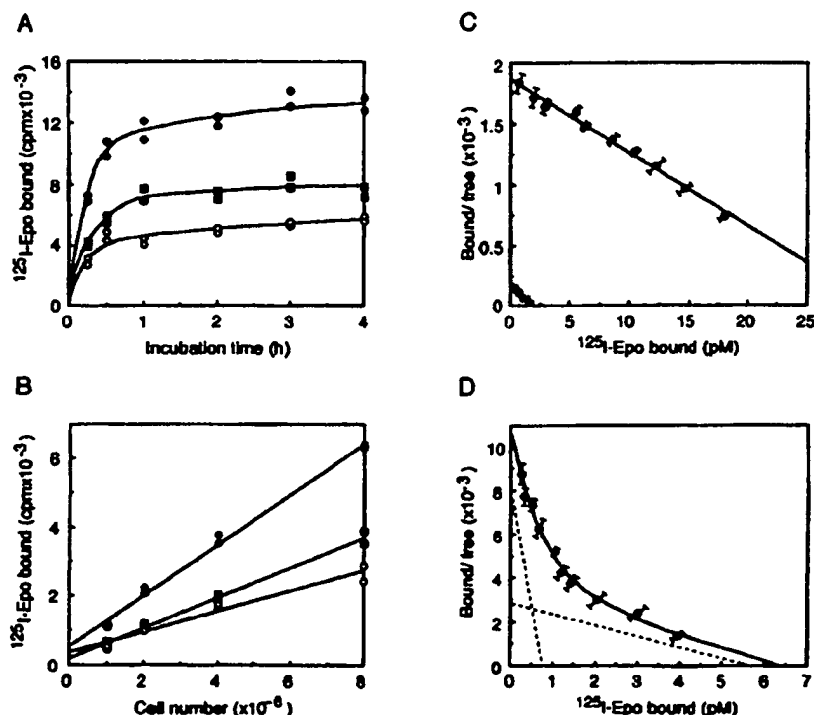 A
16
12
8
4
0
¹²⁵I-Epo bound (cpmx10⁻³)
0 1 2 3 4
Incubation time (h)
B
6
4
2
0
¹²⁵I-Epo bound (cpmx10⁻³)
0 2 4 6 8
Cell number (x10⁻⁶)
C
2
1.5
1
0.5
0
Bound/free (x10⁻³)
0 5 10 15 20 25
¹²⁵I-Epo bound (pM)
D
10
8
6
4
2
0
Bound/free (x10⁻³)
0 1 2 3 4 5 6 7
¹²⁵I-Epo bound (pM)